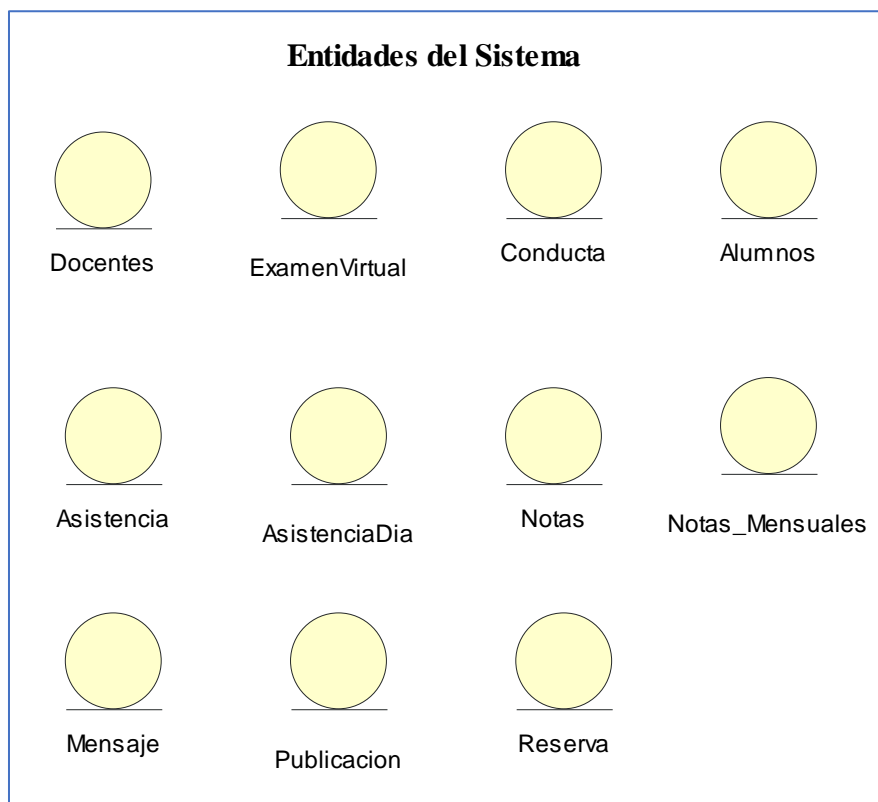 Entidades del Sistema
Docentes
ExamenVirtual
Conducta
Alumnos
Asistencia
AsistenciaDia
Notas
Notas_Mensuales
Mensaje
Publicacion
Reserva